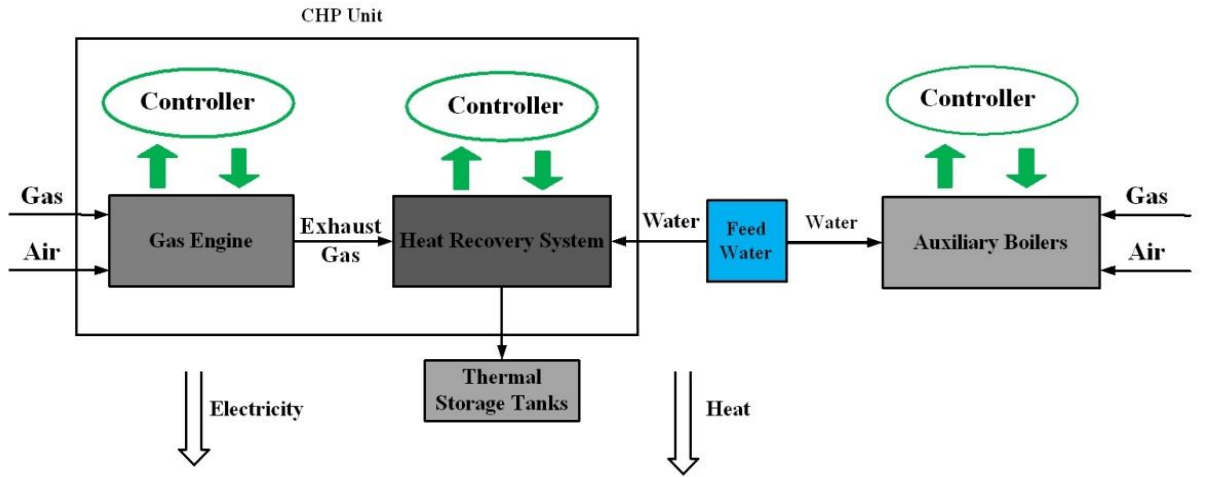 CHP Unit
Controller
Controller
Controller
Gas
Air
Gas Engine
Exhaust
Gas
Heat Recovery System
Water
Feed
Water
Water
Auxiliary Boilers
Gas
Air
Thermal
Storage Tanks
Electricity
Heat